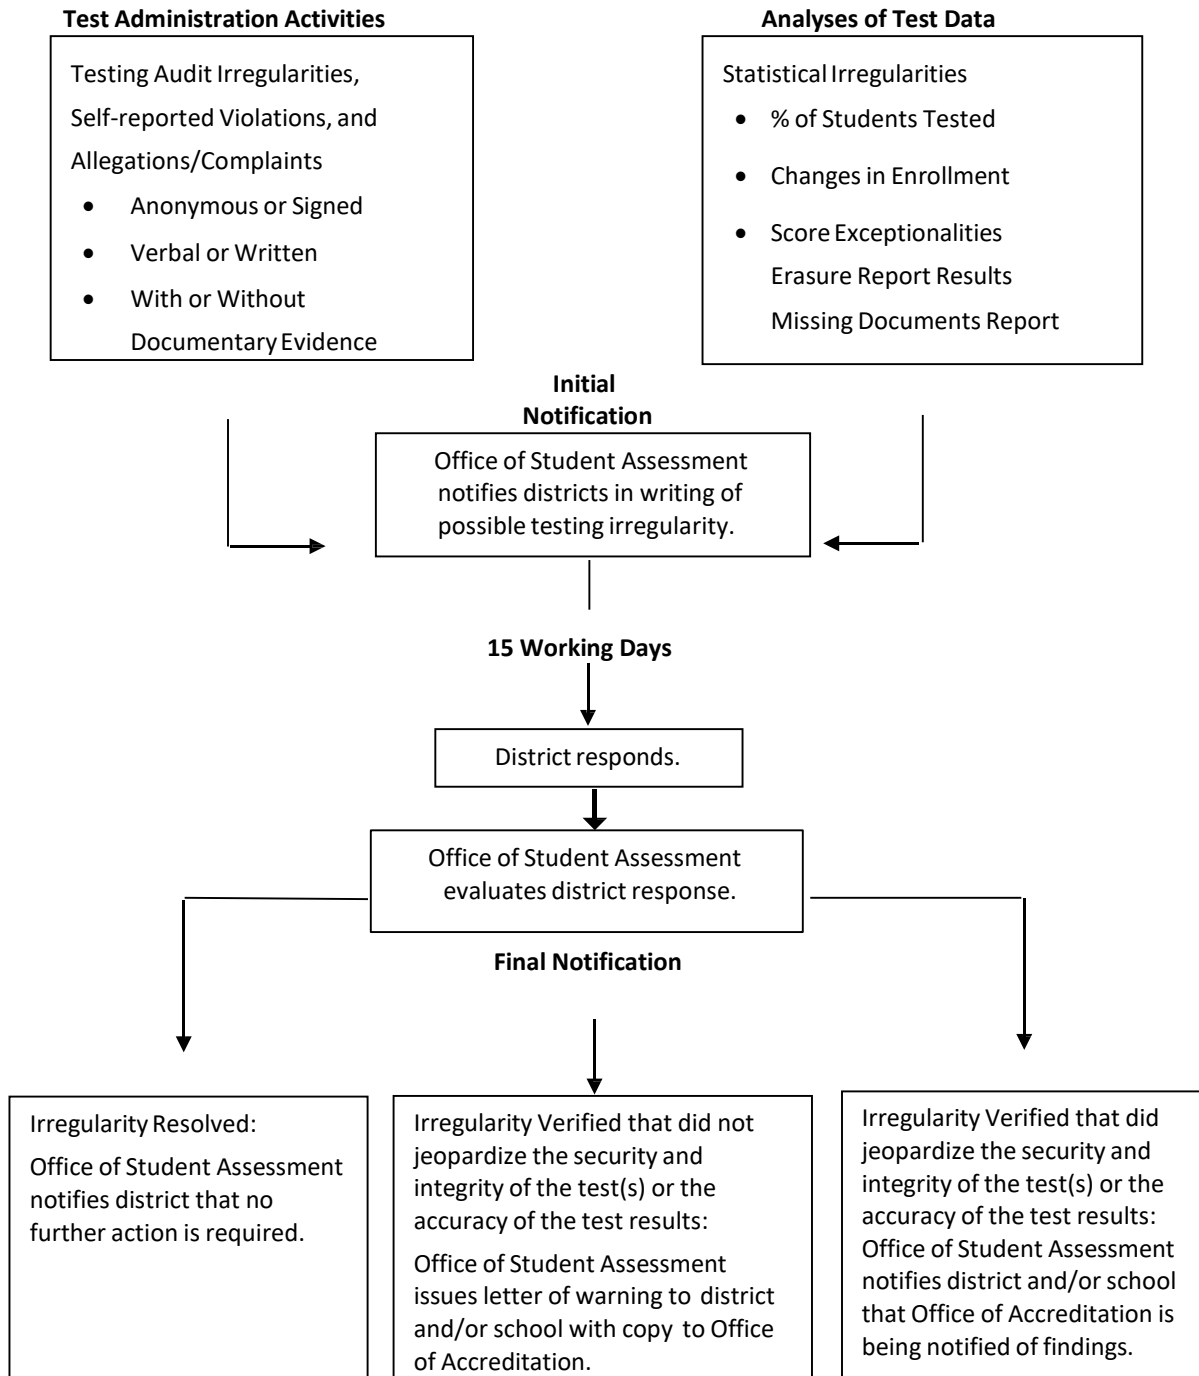 Test Administration Activities
Testing Audit Irregularities,
Self-reported Violations, and
Allegations/Complaints
• Anonymous or Signed
• Verbal or Written
• With or Without
Documentary Evidence
Analyses of Test Data
Statistical Irregularities
• % of Students Tested
• Changes in Enrollment
• Score Exceptionalities
Erasure Report Results
Missing Documents Report
Initial
Notification
Office of Student Assessment
notifies districts in writing of
possible testing irregularity.
15 Working Days
District responds.
Office of Student Assessment
evaluates district response.
Final Notification
Irregularity Resolved:
Office of Student Assessment
notifies district that no
further action is required.
Irregularity Verified that did not
jeopardize the security and
integrity of the test(s) or the
accuracy of the test results:
Office of Student Assessment
issues letter of warning to district
and/or school with copy to Office
of Accreditation.
Irregularity Verified that did
jeopardize the security and
integrity of the test(s) or the
accuracy of the test results:
Office of Student Assessment
notifies district and/or school
that Office of Accreditation is
being notified of findings.